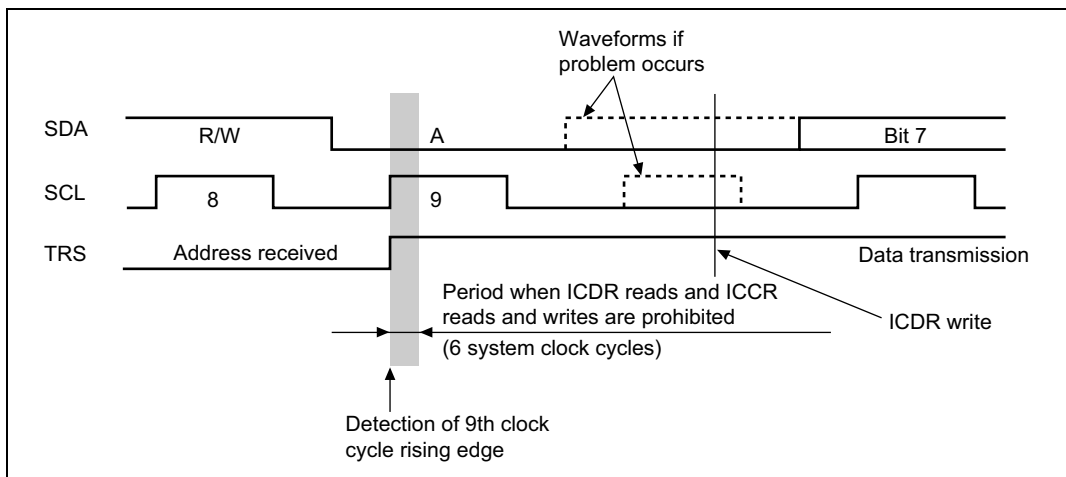 Waveforms if
problem occurs
SDA
R/W
A
Bit 7
SCL
8
9
TRS
Address received
Data transmission
Period when ICDR reads and ICCR
reads and writes are prohibited
(6 system clock cycles)
ICDR write
Detection of 9th clock
cycle rising edge